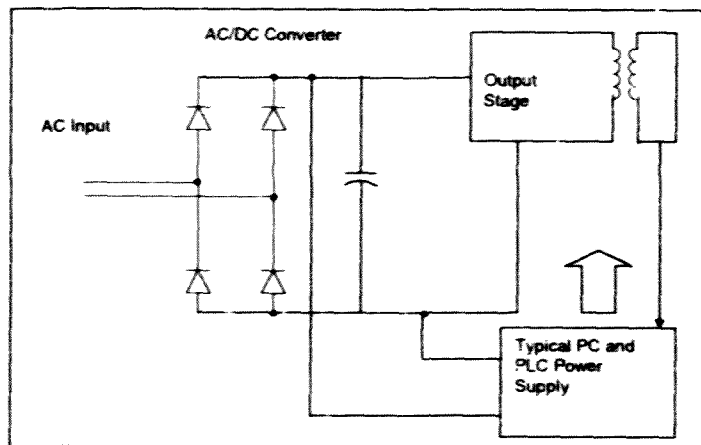 AC/DC Converter
Output
Stage
AC Input
Typical PC and
PLC Power
Supply